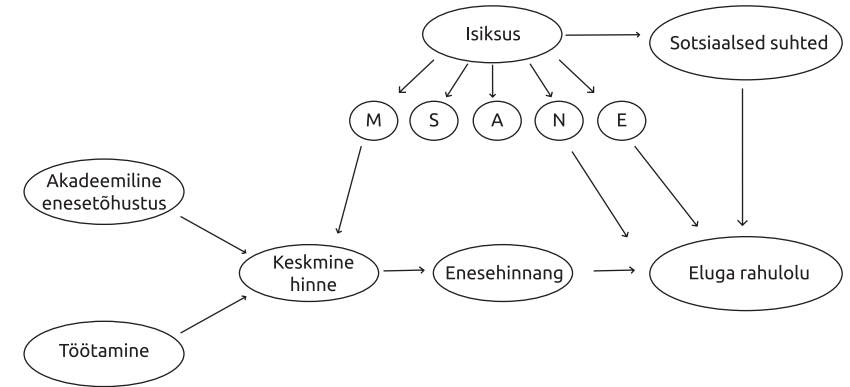 Isiksus
Sotsiaalsed suhted
M
S
A
N
E
Akadeemiline
enesetõhustus
Keskmine
hinne
Enesehinnang
Eluga rahulolu
Töötamine